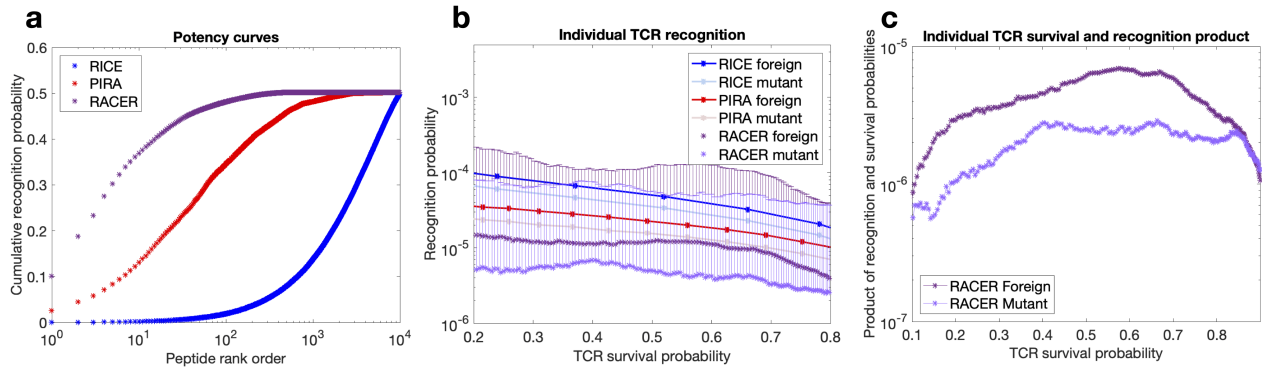 a
Potency curves
Cumulative recognition probability
0.6
0.5
0.4
0.3
0.2
0.1
0
RICE
PIRA
RACER
10^0
10^1
10^2
10^3
10^4
Peptide rank order
b
Individual TCR recognition
Recognition probability
10^-3
10^-4
10^-5
10^-6
RICE foreign
RICE mutant
PIRA foreign
PIRA mutant
RACER foreign
RACER mutant
0.2 0.3 0.4 0.5 0.6 0.7 0.8
TCR survival probability
c
Individual TCR survival and recognition product
Product of recognition and survival probabilities
10^-5
10^-6
10^-7
RACER Foreign
RACER Mutant
0.1 0.2 0.3 0.4 0.5 0.6 0.7 0.8
TCR survival probability